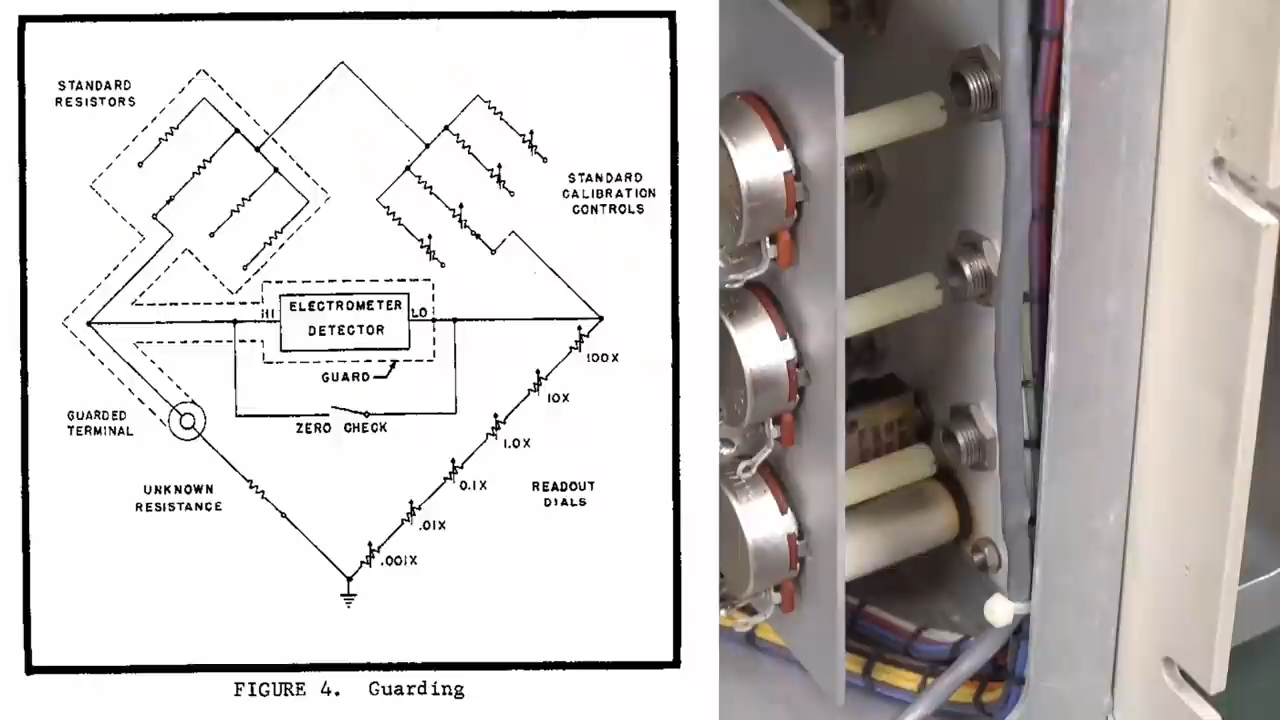 STANDARD
RESISTORS
STANDARD
CALIBRATION
CONTROLS
HI
ELECTROMETER
DETECTOR
LO
100X
GUARD
10X
GUARDED
TERMINAL
ZERO CHECK
1.0X
UNKNOWN
RESISTANCE
0.1X
READOUT
DIALS
.01X
.001X
FIGURE 4. Guarding